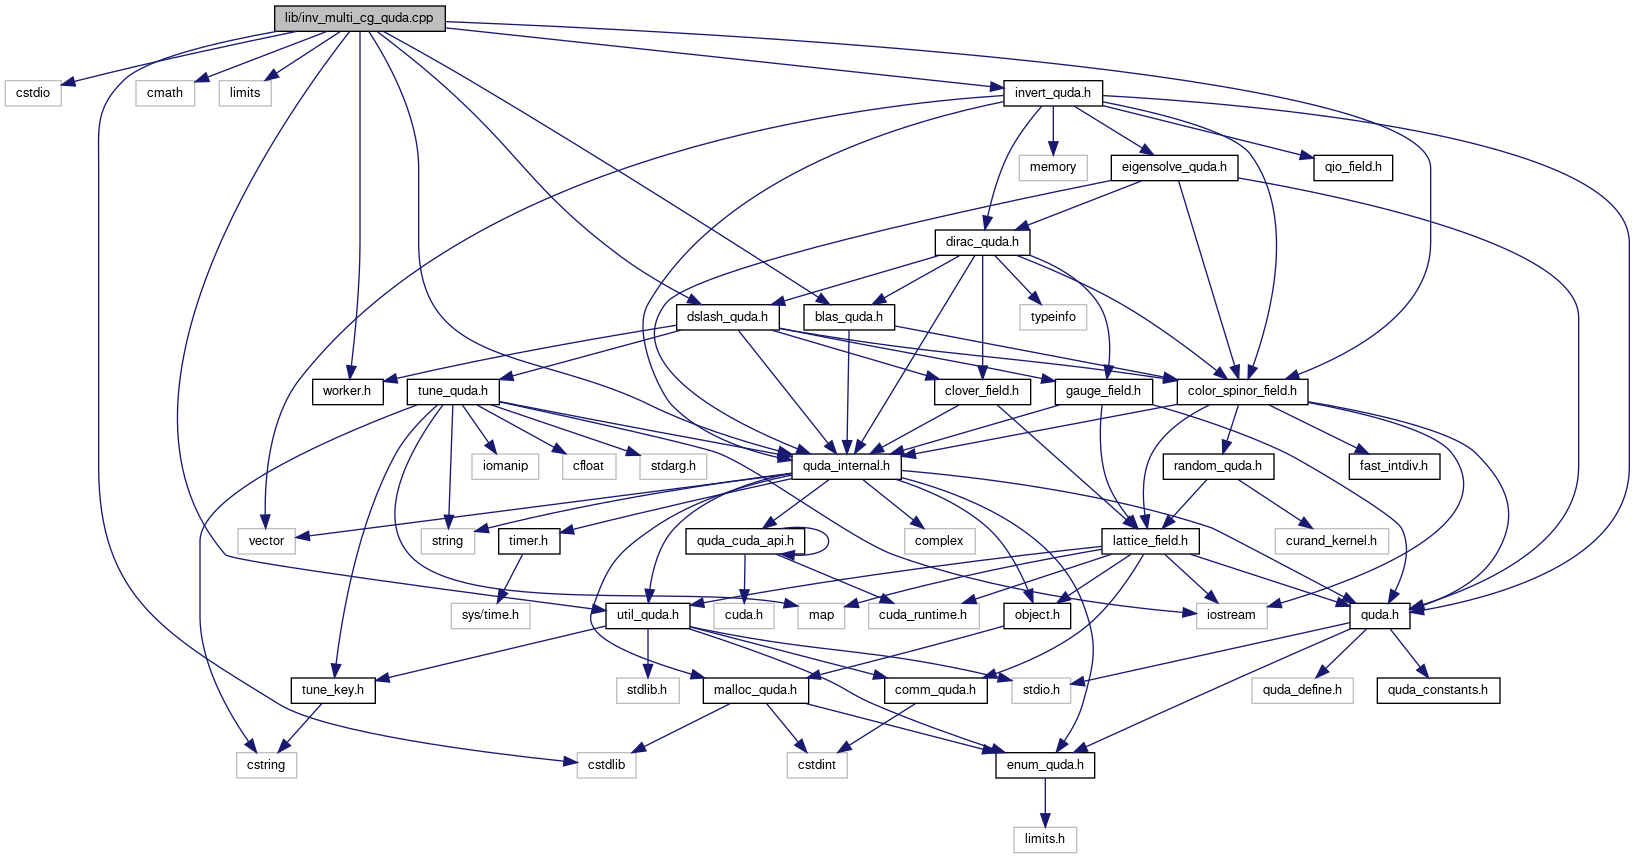 lib/inv_multi_cg_quda.cpp
cstdio
cmath
limits
invert_quda.h
memory
eigensolve_quda.h
qio_field.h
dirac_quda.h
dslash_quda.h
blas_quda.h
typeinfo
worker.h
tune_quda.h
clover_field.h
gauge_field.h
color_spinor_field.h
iomanip
cfloat
stdarg.h
quda_internal.h
random_quda.h
fast_intdiv.h
vector
string
timer.h
quda_cuda_api.h
complex
lattice_field.h
curand_kernel.h
sys/time.h
util_quda.h
cuda.h
map
cuda_runtime.h
object.h
iostream
quda.h
tune_key.h
stdlib.h
malloc_quda.h
comm_quda.h
stdio.h
quda_define.h
quda_constants.h
cstring
cstdlib
cstdint
enum_quda.h
limits.h